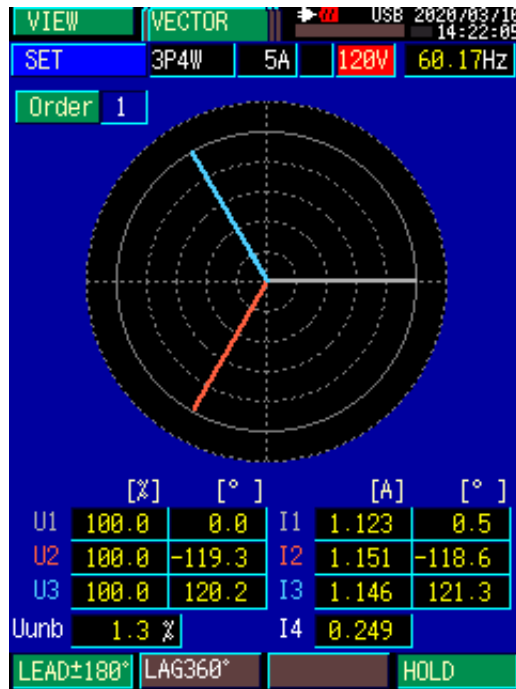 VIEW VECTOR USB 2020/03/10
14:22:09
SET 3P4W 5A 120V 60.17Hz
Order 1
[%] [° ] [A] [° ]
U1 100.0 0.0 I1 1.123 0.5
U2 100.0 -119.3 I2 1.151 -118.6
U3 100.0 120.2 I3 1.146 121.3
Uunb 1.3 % I4 0.249
LEAD±180° LAG360° HOLD